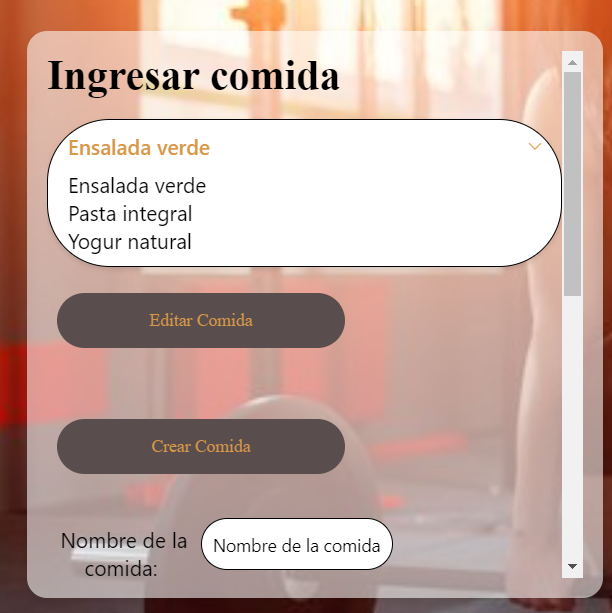 Ingresar comida
Ensalada verde
Ensalada verde
Pasta integral
Yogur natural
Editar Comida
Crear Comida
Nombre de la
comida:
Nombre de la comida